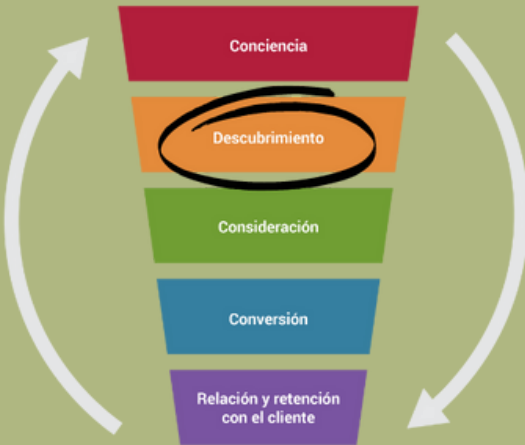 Conciencia
Descubrimiento
Consideración
Conversión
Relación y retención
con el cliente